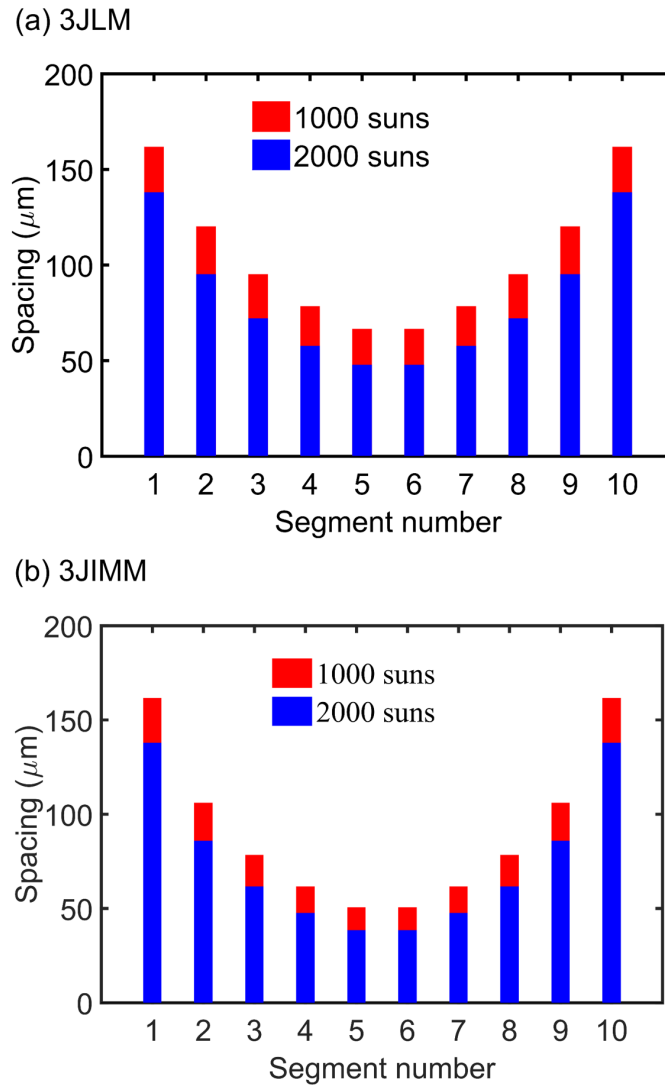 (a) 3JLM
200
150
100
50
0
Spacing (μm)
1000 suns
2000 suns
1 2 3 4 5 6 7 8 9 10
Segment number
(b) 3JIMM
200
150
100
50
0
Spacing (μm)
1000 suns
2000 suns
1 2 3 4 5 6 7 8 9 10
Segment number